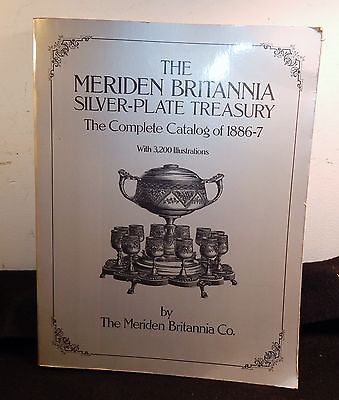 THE
MERIDEN BRITANNIA
SILVER-PLATE TREASURY
The Complete Catalog of 1886-7
With 3,200 Illustrations
by
The Meriden Britannia Co.